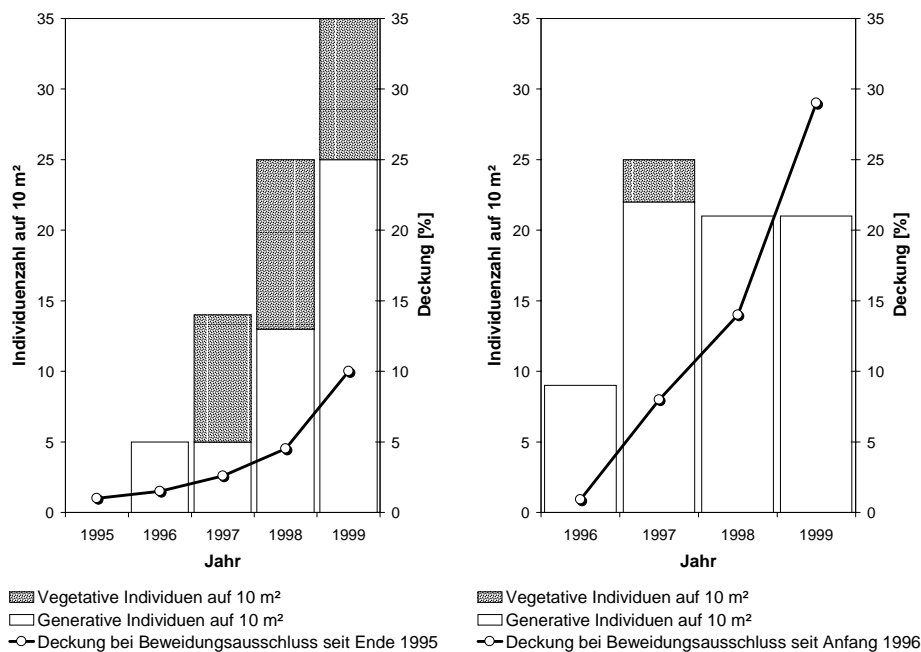 35
30
25
20
15
10
5
0
Individuenzahl auf 10 m²
35
30
25
20
15
10
5
0
Deckung [%]
1995 1996 1997 1998 1999
Jahr
Vegetative Individuen auf 10 m²
Generative Individuen auf 10 m²
Deckung bei Beweidungsausschluss seit Ende 1995
35
30
25
20
15
10
5
0
Individuenzahl auf 10 m²
35
30
25
20
15
10
5
0
Deckung [%]
1996 1997 1998 1999
Jahr
Vegetative Individuen auf 10 m²
Generative Individuen auf 10 m²
Deckung bei Beweidungsausschluss seit Anfang 1996